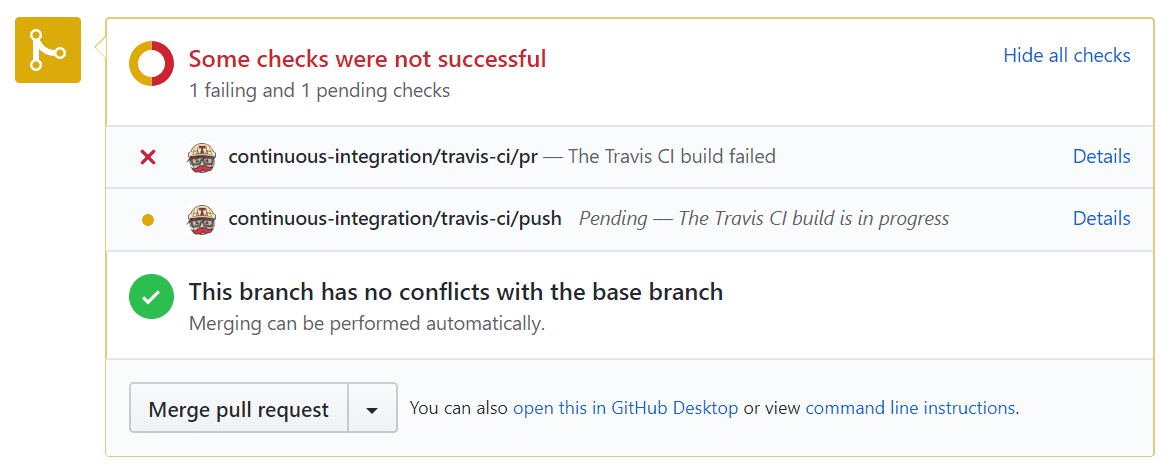 Some checks were not successful
Hide all checks
1 failing and 1 pending checks
continuous-integration/travis-ci/pr — The Travis CI build failed
Details
continuous-integration/travis-ci/push Pending — The Travis CI build is in progress
Details
This branch has no conflicts with the base branch
Merging can be performed automatically.
Merge pull request
You can also open this in GitHub Desktop or view command line instructions.